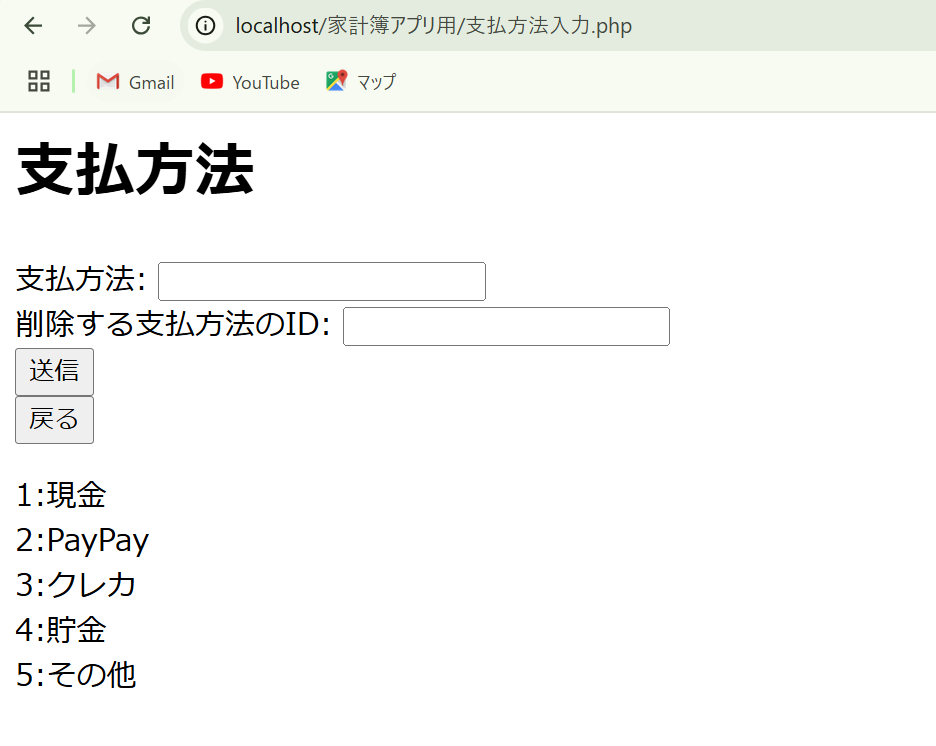 localhost/家計簿アプリ用/支払方法入力.php
Gmail YouTube マップ
支払方法
支払方法:
削除する支払方法のID:
送信
戻る
1:現金
2:PayPay
3:クレカ
4:貯金
5:その他